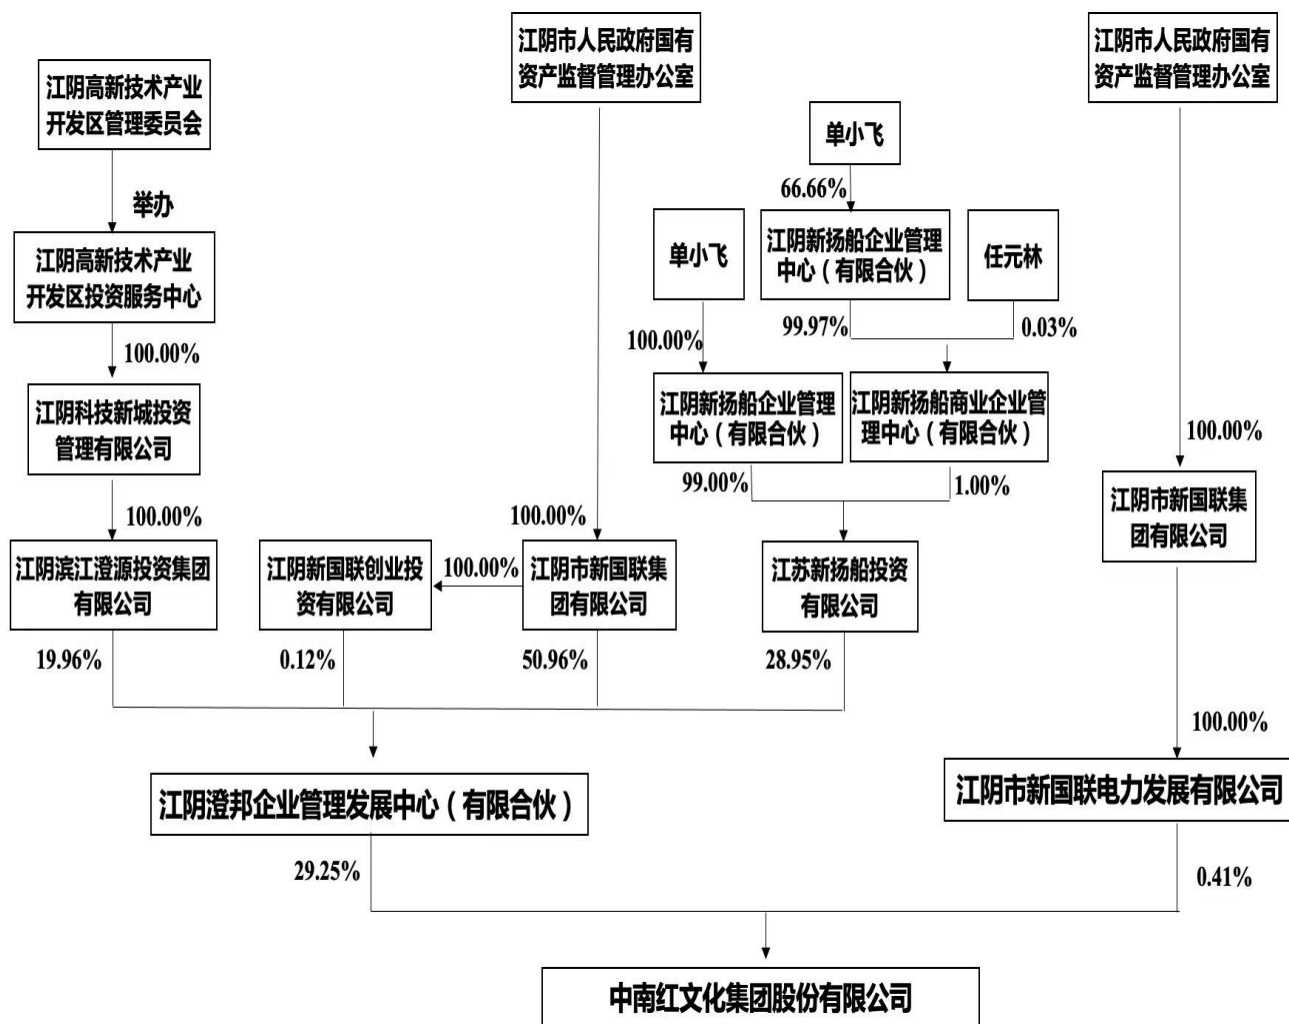 江阴市人民政府国有
资产监督管理办公室
江阴市人民政府国有
资产监督管理办公室
江阴高新技术产业
开发区管理委员会
单小飞
66.66%
举办
江阴高新技术产业
开发区投资服务中心
单小飞
江阴新扬船企业管理
中心（有限合伙）
任元林
99.97%
0.03%
100.00%
100.00%
江阴科技新城投资
管理有限公司
江阴新扬船企业管理
中心（有限合伙）
江阴新扬船商业企业管
理中心（有限合伙）
100.00%
99.00%
1.00%
江阴市新国联集
团有限公司
100.00%
100.00%
江阴滨江澄源投资集团
有限公司
江阴新国联创业投
资有限公司
100.00%
江阴市新国联集
团有限公司
江苏新扬船投资
有限公司
19.96%
0.12%
50.96%
28.95%
100.00%
江阴澄邦企业管理发展中心（有限合伙）
江阴市新国联电力发展有限公司
29.25%
0.41%
中南红文化集团股份有限公司